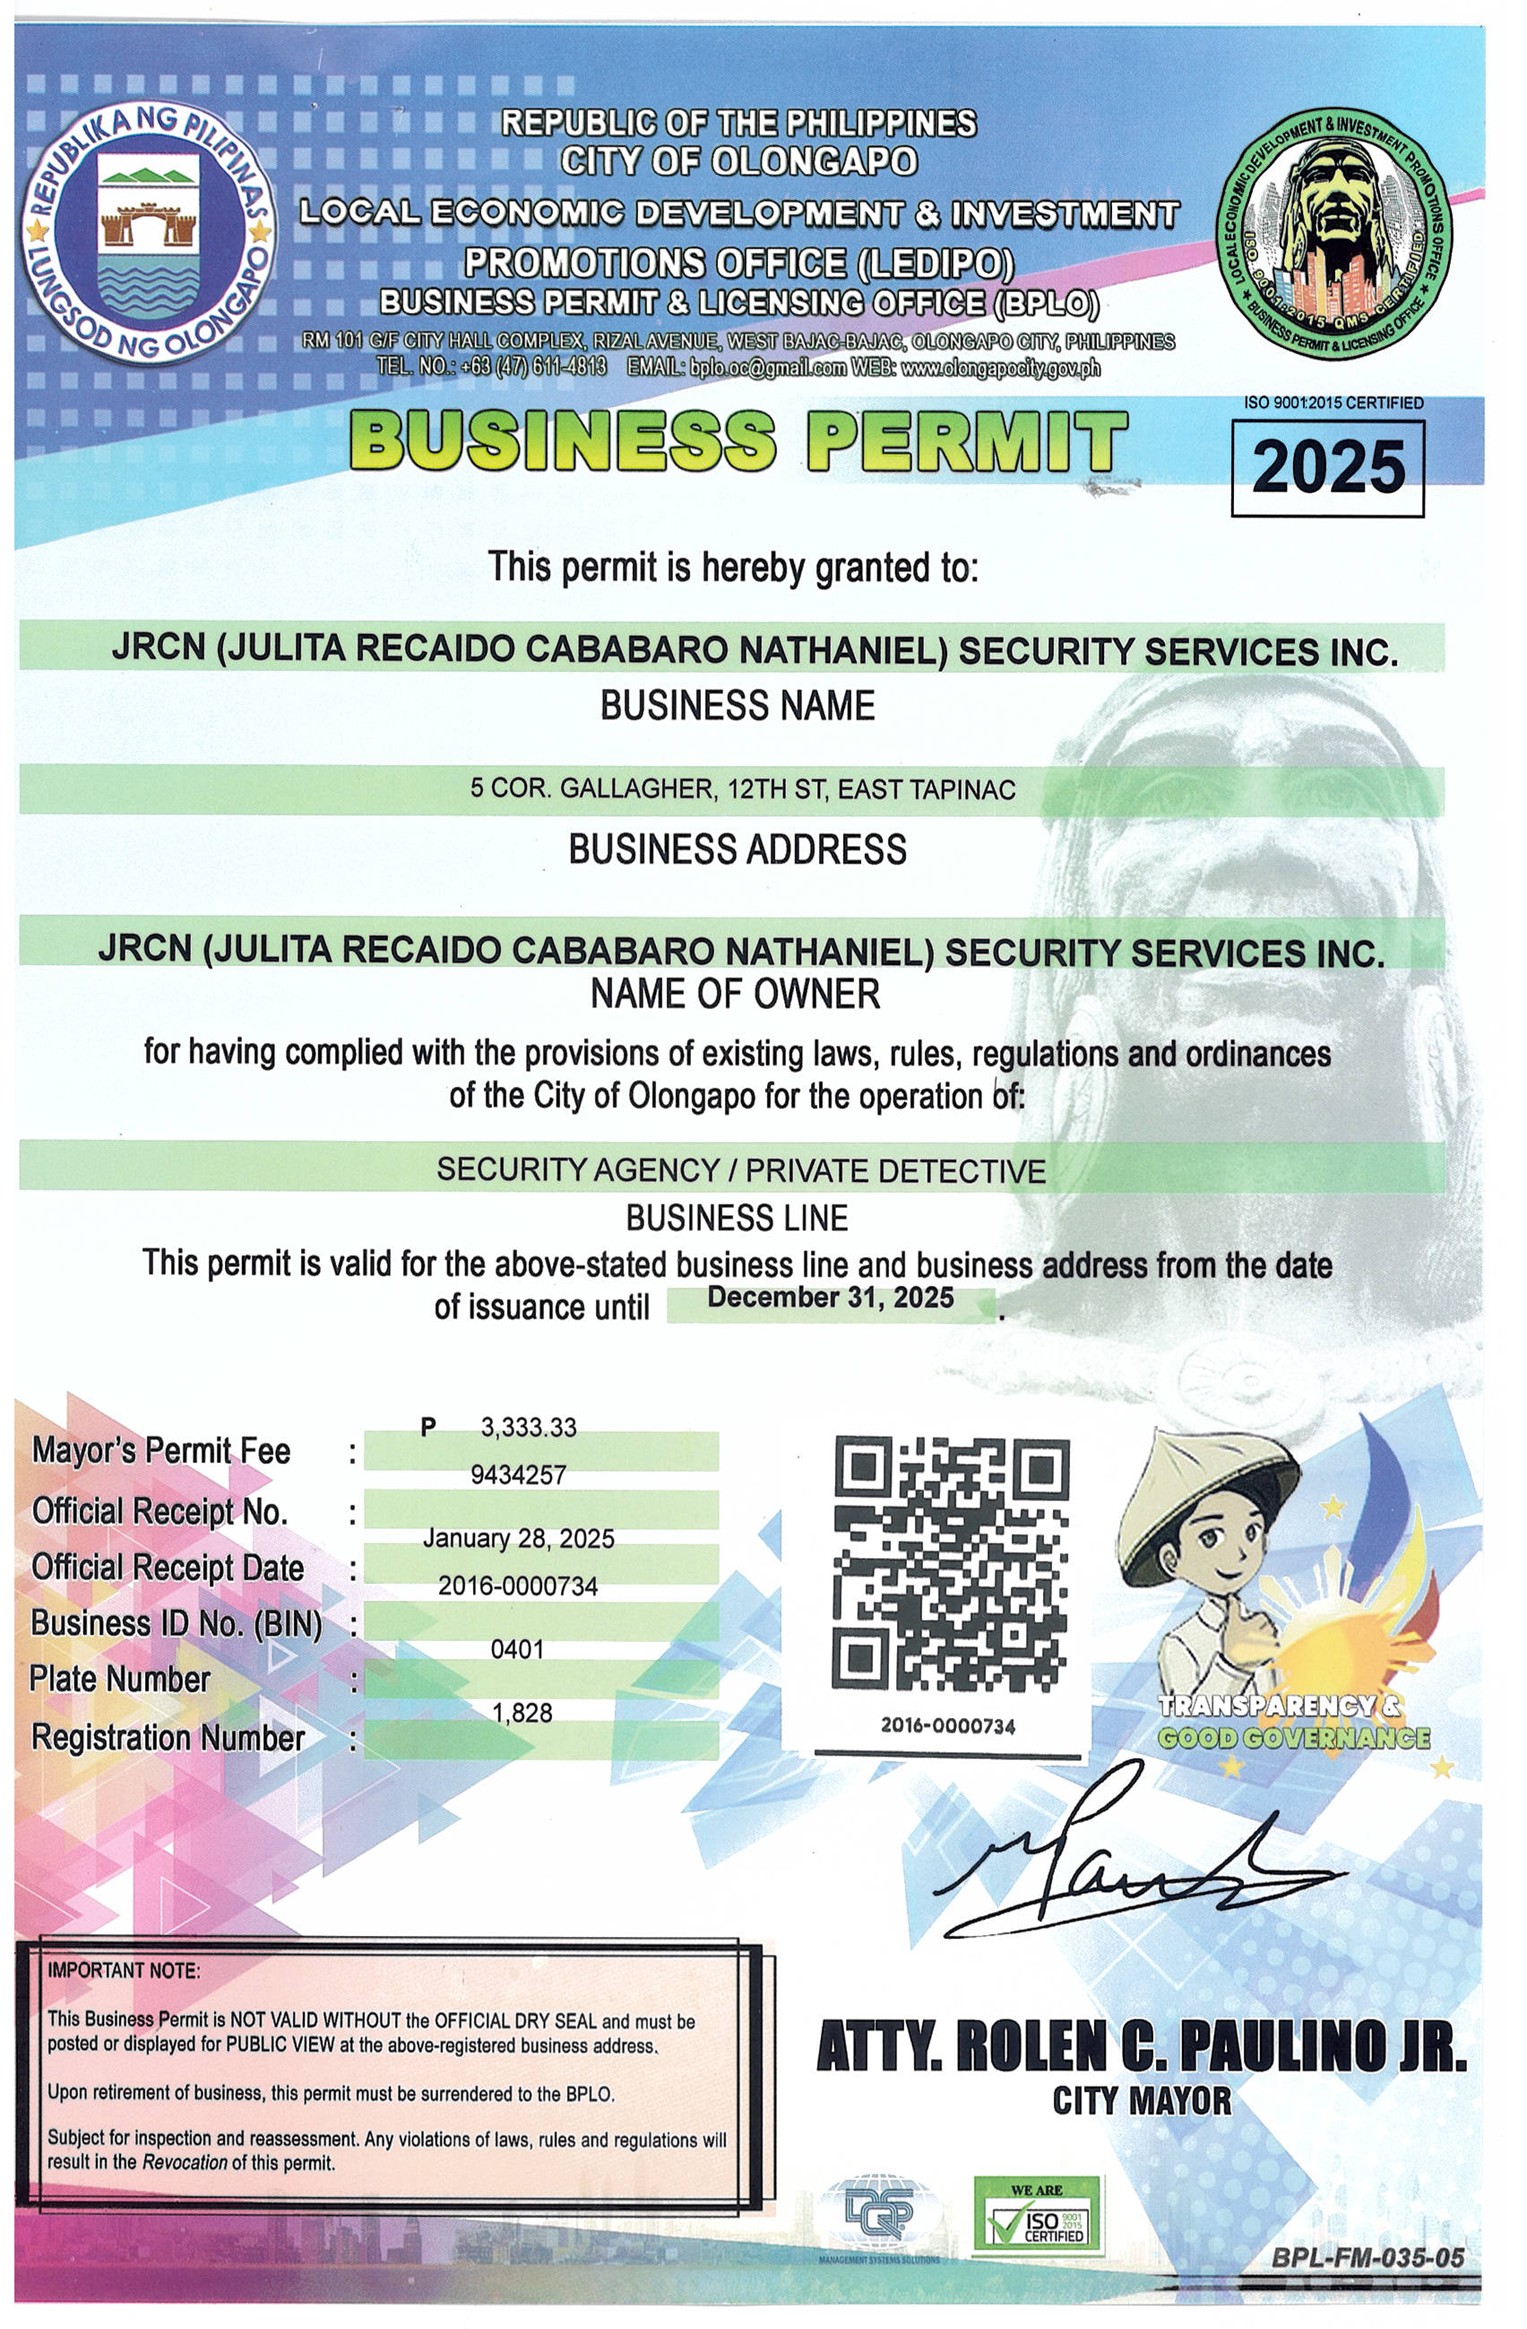 REPUBLIKA NG PILIPINAS
LUNGSOD NG OLONGAPO
REPUBLIC OF THE PHILIPPINES
CITY OF OLONGAPO
LOCAL ECONOMIC DEVELOPMENT & INVESTMENT
PROMOTIONS OFFICE (LEDIPO)
BUSINESS PERMIT & LICENSING OFFICE (BPLO)
RM 101 G/F CITY HALL COMPLEX, RIZAL AVENUE, WEST BAJAC-BAJAC, OLONGAPO CITY, PHILIPPINES
TEL. NO.: +63 (47) 611-4813 EMAIL: bplo.oc@gmail.com WEB: www.olongapocity.gov.ph
LOCAL ECONOMIC DEVELOPMENT & INVESTMENT PROMOTIONS OFFICE
BUSINESS PERMIT & LICENSING OFFICE
ISO 9001:2015 QMS CERTIFIED
ISO 9001:2015 CERTIFIED
BUSINESS PERMIT
2025
This permit is hereby granted to:
JRCN (JULITA RECAIDO CABABARO NATHANIEL) SECURITY SERVICES INC.
BUSINESS NAME
5 COR. GALLAGHER, 12TH ST, EAST TAPINAC
BUSINESS ADDRESS
JRCN (JULITA RECAIDO CABABARO NATHANIEL) SECURITY SERVICES INC.
NAME OF OWNER
for having complied with the provisions of existing laws, rules, regulations and ordinances
of the City of Olongapo for the operation of:
SECURITY AGENCY / PRIVATE DETECTIVE
BUSINESS LINE
This permit is valid for the above-stated business line and business address from the date
of issuance until December 31, 2025.
Mayor's Permit Fee : P 3,333.33
Official Receipt No. : 9434257
Official Receipt Date : January 28, 2025
Business ID No. (BIN) : 2016-0000734
Plate Number : 0401
Registration Number : 1,828
2016-0000734
TRANSPARENCY &
GOOD GOVERNANCE
IMPORTANT NOTE:
This Business Permit is NOT VALID WITHOUT the OFFICIAL DRY SEAL and must be
posted or displayed for PUBLIC VIEW at the above-registered business address.
Upon retirement of business, this permit must be surrendered to the BPLO.
Subject for inspection and reassessment. Any violations of laws, rules and regulations will
result in the Revocation of this permit.
ATTY. ROLEN C. PAULINO JR.
CITY MAYOR
MANAGEMENT SYSTEMS SOLUTIONS
WE ARE
ISO 9001 2015
CERTIFIED
BPL-FM-035-05